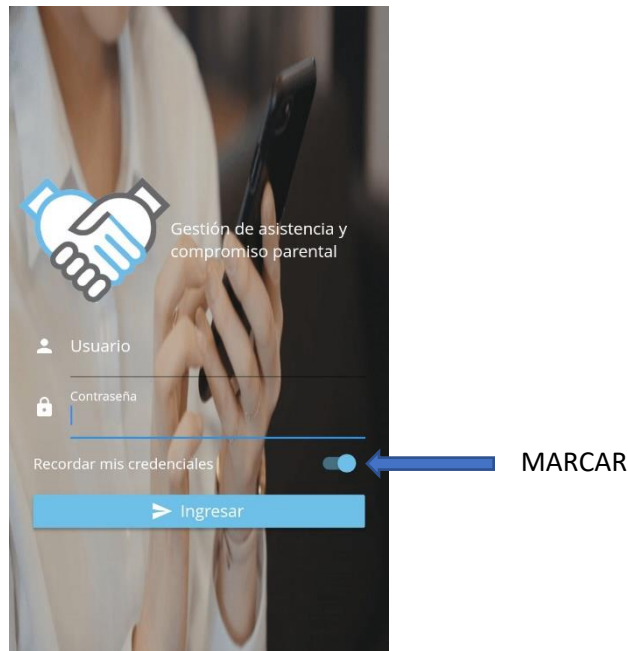 Gestión de asistencia y
compromiso parental
Usuario
Contraseña
Recordar mis credenciales
MARCAR
Ingresar